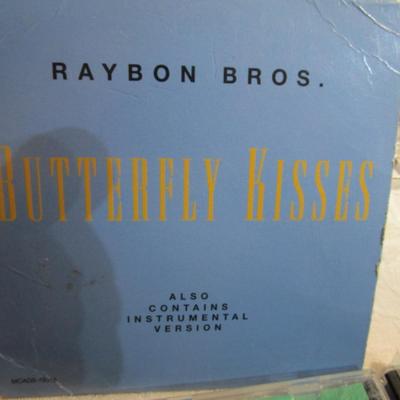 RAYBON BROS.
BUTTERFLY KISSES
ALSO
CONTAINS
INSTRUMENTAL
VERSION